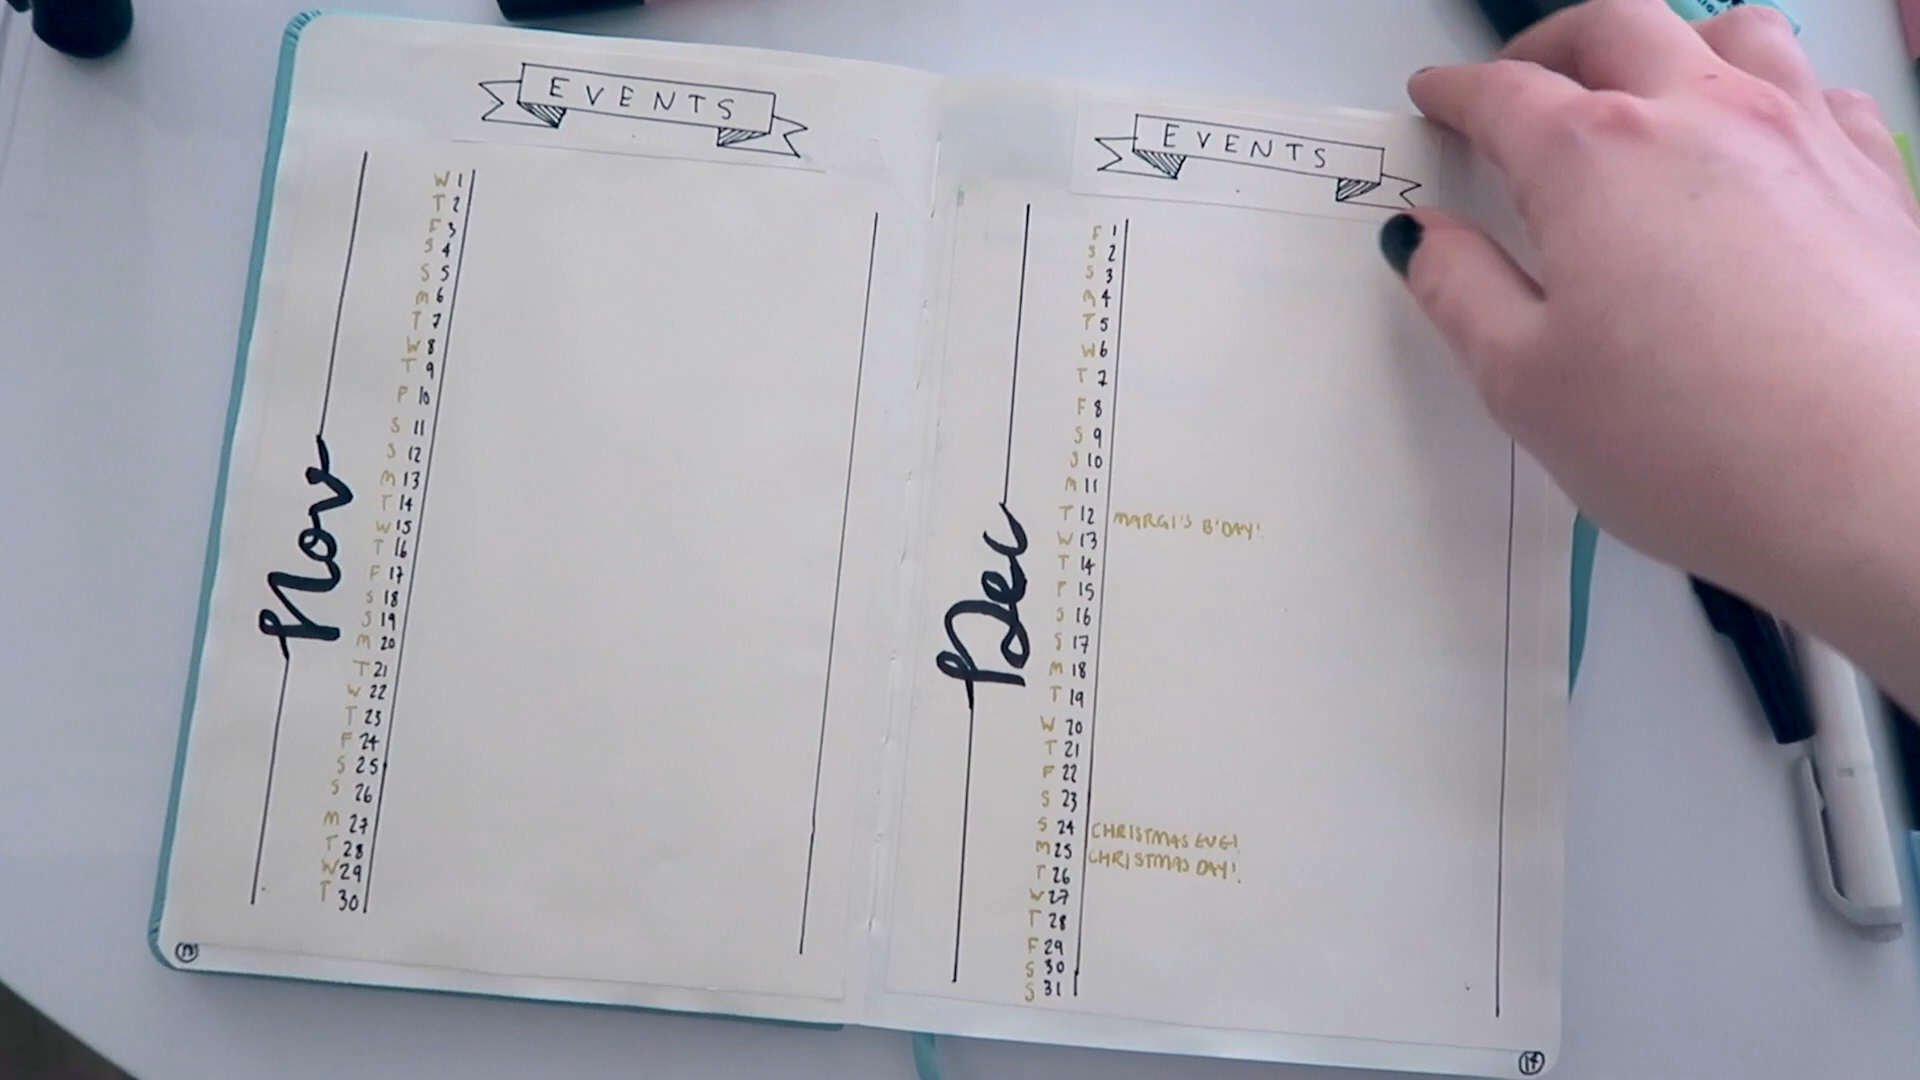 EVENTS
Nov
W 1
T 2
F 3
S 4
S 5
M 6
T 7
W 8
T 9
F 10
S 11
S 12
M 13
T 14
W 15
T 16
F 17
S 18
S 19
M 20
T 21
W 22
T 23
F 24
S 25
S 26
M 27
T 28
W 29
T 30
13
EVENTS
Dec
F 1
S 2
S 3
M 4
T 5
W 6
T 7
F 8
S 9
S 10
M 11
T 12 MARGI'S B'DAY!
W 13
T 14
F 15
S 16
S 17
M 18
T 19
W 20
T 21
F 22
S 23
S 24 CHRISTMAS EVE!
M 25 CHRISTMAS DAY!
T 26
W 27
T 28
F 29
S 30
S 31
14